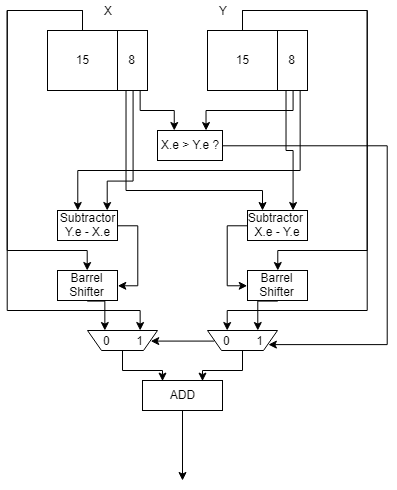 X Y
15 8 15 8
X.e > Y.e ?
Subtractor Subtractor
Y.e - X.e X.e - Y.e
Barrel Barrel
Shifter Shifter
0 1 0 1
ADD